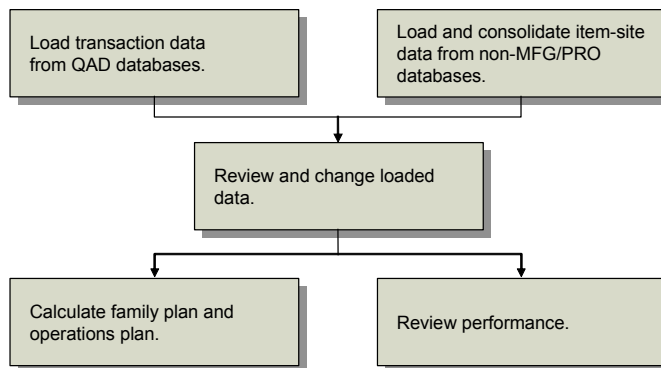 Load transaction data
from QAD databases.
Load and consolidate item-site
data from non-MFG/PRO
databases.
Review and change loaded
data.
Calculate family plan and
operations plan.
Review performance.